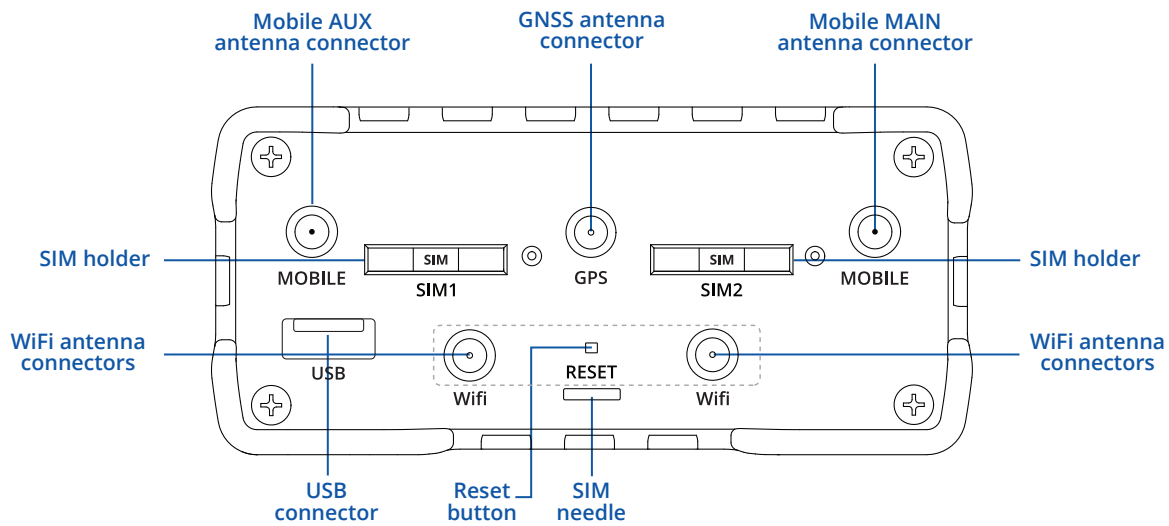 Mobile AUX
antenna connector
GNSS antenna
connector
Mobile MAIN
antenna connector
SIM holder
MOBILE
SIM
SIM1
GPS
SIM
SIM2
MOBILE
SIM holder
WiFi antenna
connectors
USB
Wifi
RESET
Wifi
WiFi antenna
connectors
USB
connector
Reset
button
SIM
needle